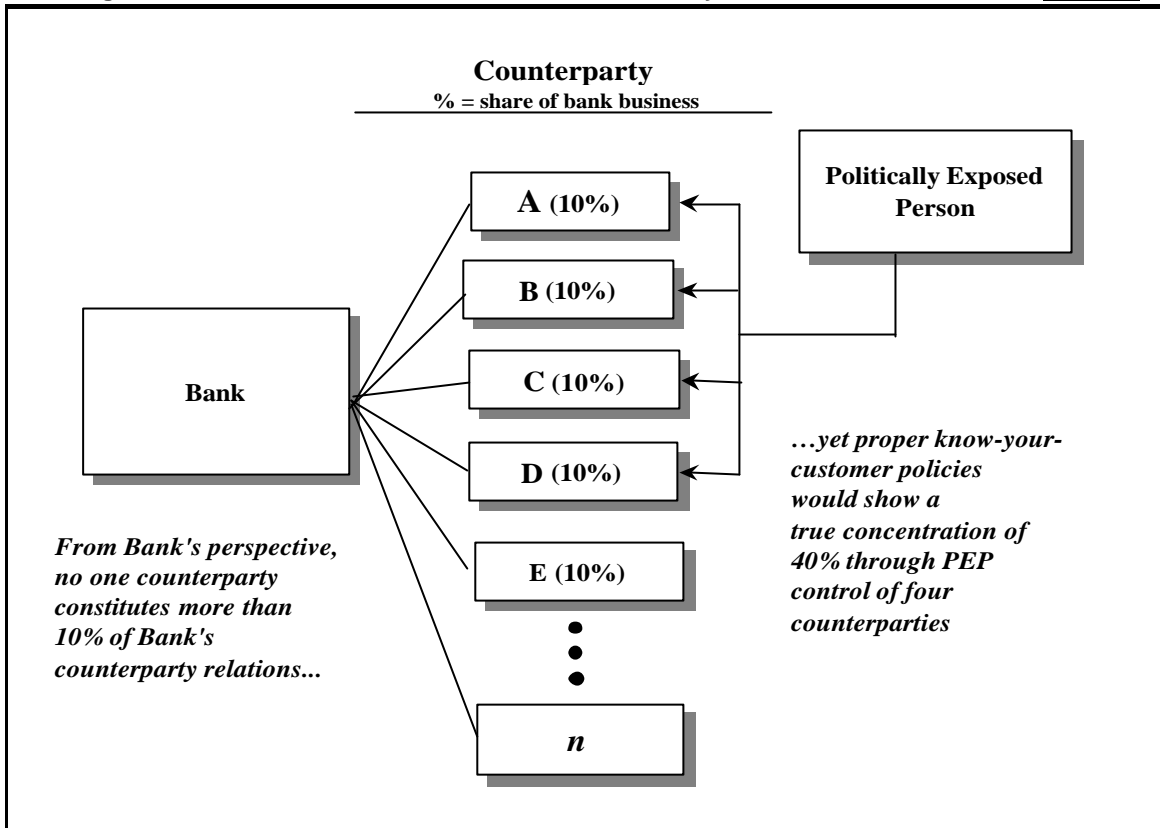 Counterparty
% = share of bank business
Politically Exposed
Person
A (10%)
B (10%)
C (10%)
D (10%)
E (10%)
n
Bank
From Bank's perspective,
no one counterparty
constitutes more than
10% of Bank's
counterparty relations...
…yet proper know-your-
customer policies
would show a
true concentration of
40% through PEP
control of four
counterparties